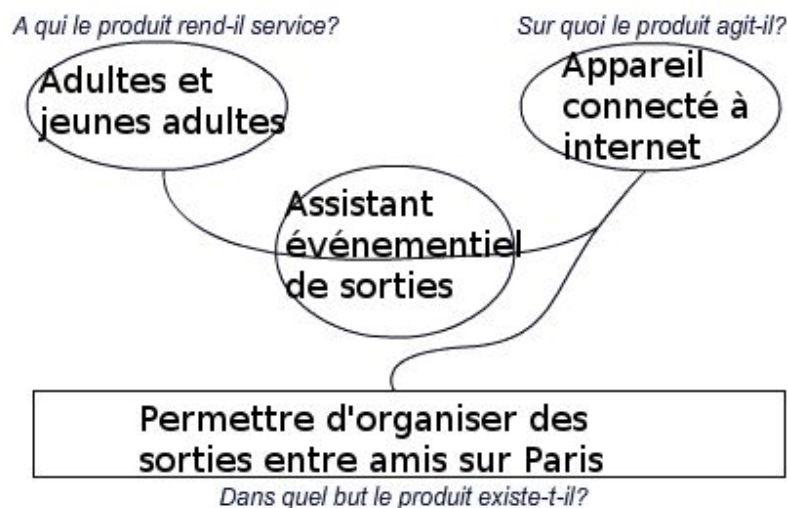 A qui le produit rend-il service?
Sur quoi le produit agit-il?
Adultes et
jeunes adultes
Appareil
connecté à
internet
Assistant
événementiel
de sorties
Permettre d'organiser des
sorties entre amis sur Paris
Dans quel but le produit existe-t-il?